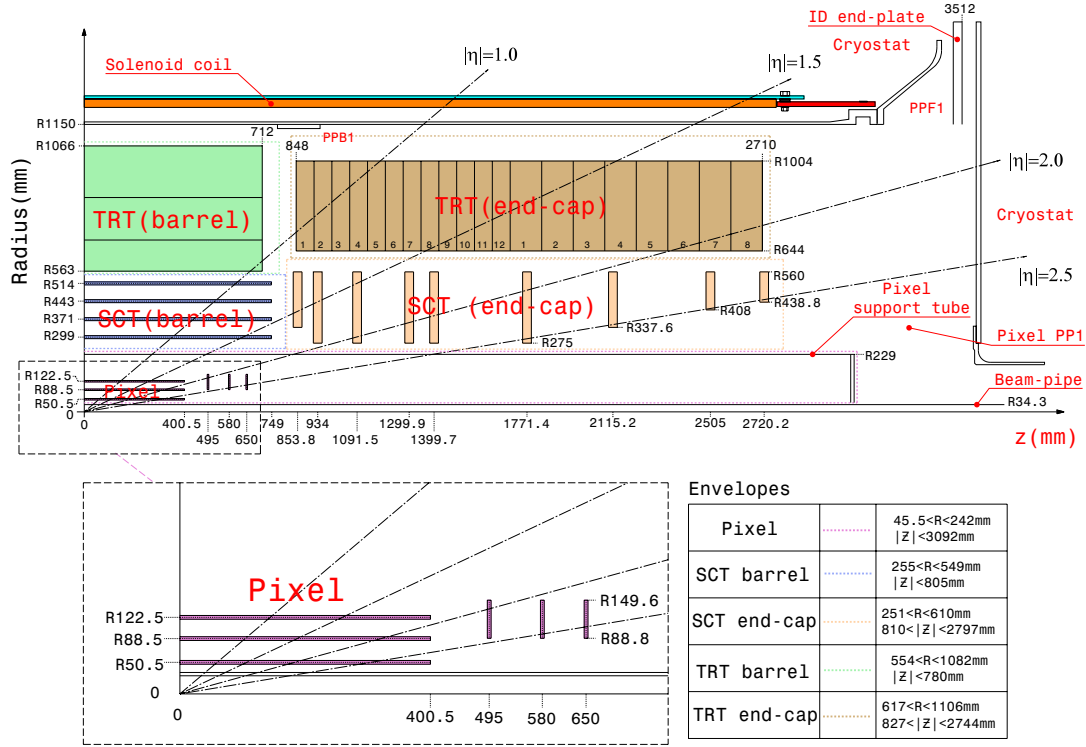 3512
ID end-plate
Cryostat
|η|=1.0
|η|=1.5
Solenoid coil
PPF1
R1150
712
PPB1
R1066
848
2710
R1004
|η|=2.0
Radius(mm)
TRT(barrel)
TRT(end-cap)
Cryostat
1 2 3 4 5 6 7 8 9 10 11 12 1 2 3 4 5 6 7 8
R644
R563
R560
|η|=2.5
R514
R443
SCT(barrel)
SCT (end-cap)
R438.8
R408
Pixel
support tube
R371
R337.6
R299
R275
Pixel PP1
R229
R122.5
Pixel
R88.5
Beam-pipe
R50.5
R34.3
0
0
400.5 580 749 934 1299.9 1771.4 2115.2 2505 2720.2
495 650 853.8 1091.5 1399.7
z(mm)
Envelopes
Pixel
45.5<R<242mm
|Z|<3092mm
SCT barrel
255<R<549mm
|Z|<805mm
SCT end-cap
251<R<610mm
810<|Z|<2797mm
TRT barrel
554<R<1082mm
|Z|<780mm
TRT end-cap
617<R<1106mm
827<|Z|<2744mm
Pixel
R149.6
R122.5
R88.5
R88.8
R50.5
0
0
400.5 495 580 650